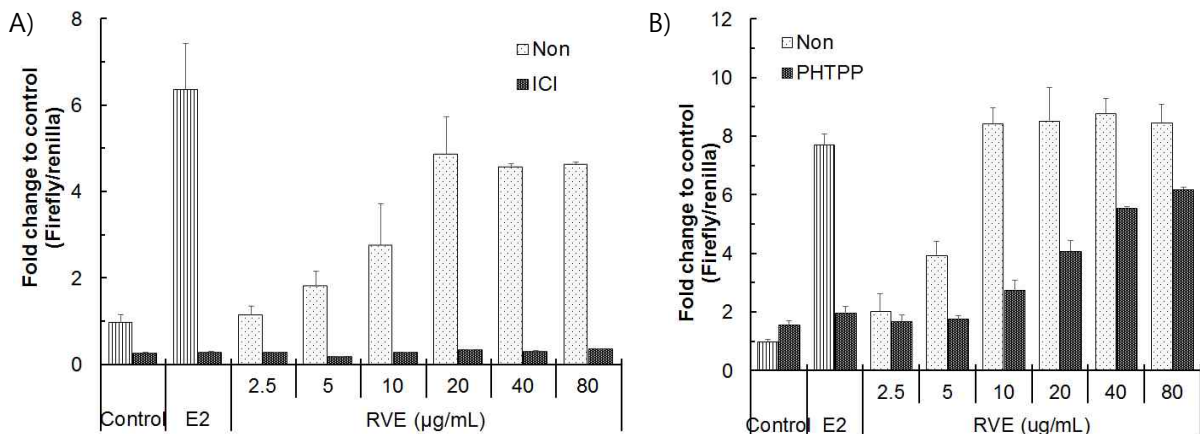 A)
Fold change to control
(Firefly/renilla)
8
6
4
2
0
Non
ICI
2.5 5 10 20 40 80
Control E2 RVE (µg/mL)
B)
Fold change to control
(Firefly/renilla)
12
10
8
6
4
2
0
Non
PHTPP
2.5 5 10 20 40 80
Control E2 RVE (ug/mL)